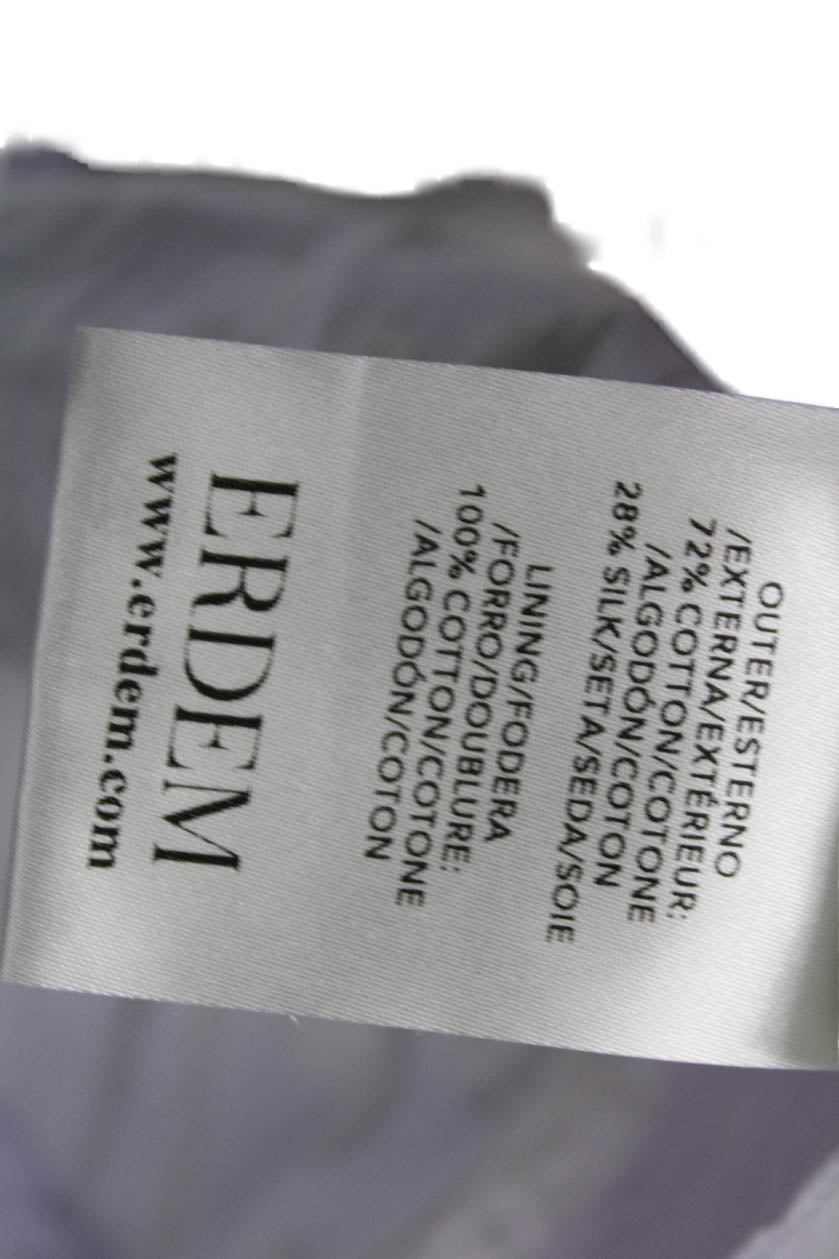 OUTER/ESTERNO
/EXTERNA/EXTÉRIEUR:
72% COTTON/COTONE
/ALGODÓN/COTON
28% SILK/SETA/SEDA/SOIE
LINING/FODERA
/FORRO/DOUBLURE:
100% COTTON/COTONE
/ALGODÓN/COTON
ERDEM
www.erdem.com